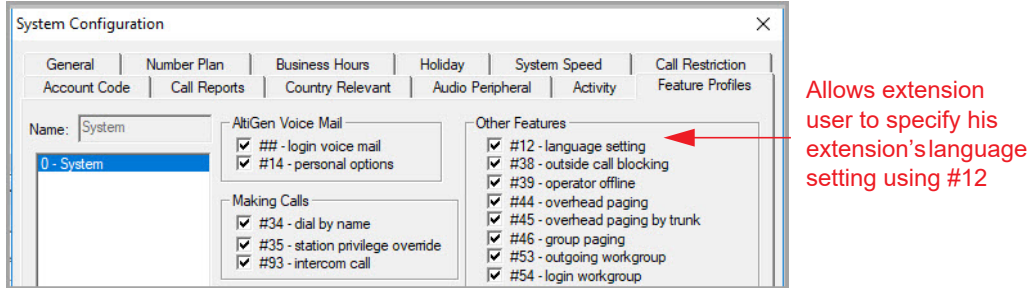 System Configuration
General Number Plan Business Hours Holiday System Speed Call Restriction
Account Code Call Reports Country Relevant Audio Peripheral Activity Feature Profiles
Name: System
0 - System
AltiGen Voice Mail
## - login voice mail
#14 - personal options
Making Calls
#34 - dial by name
#35 - station privilege override
#93 - intercom call
Other Features
#12 - language setting
#38 - outside call blocking
#39 - operator offline
#44 - overhead paging
#45 - overhead paging by trunk
#46 - group paging
#53 - outgoing workgroup
#54 - login workgroup
Allows extension
user to specify his
extension's language
setting using #12